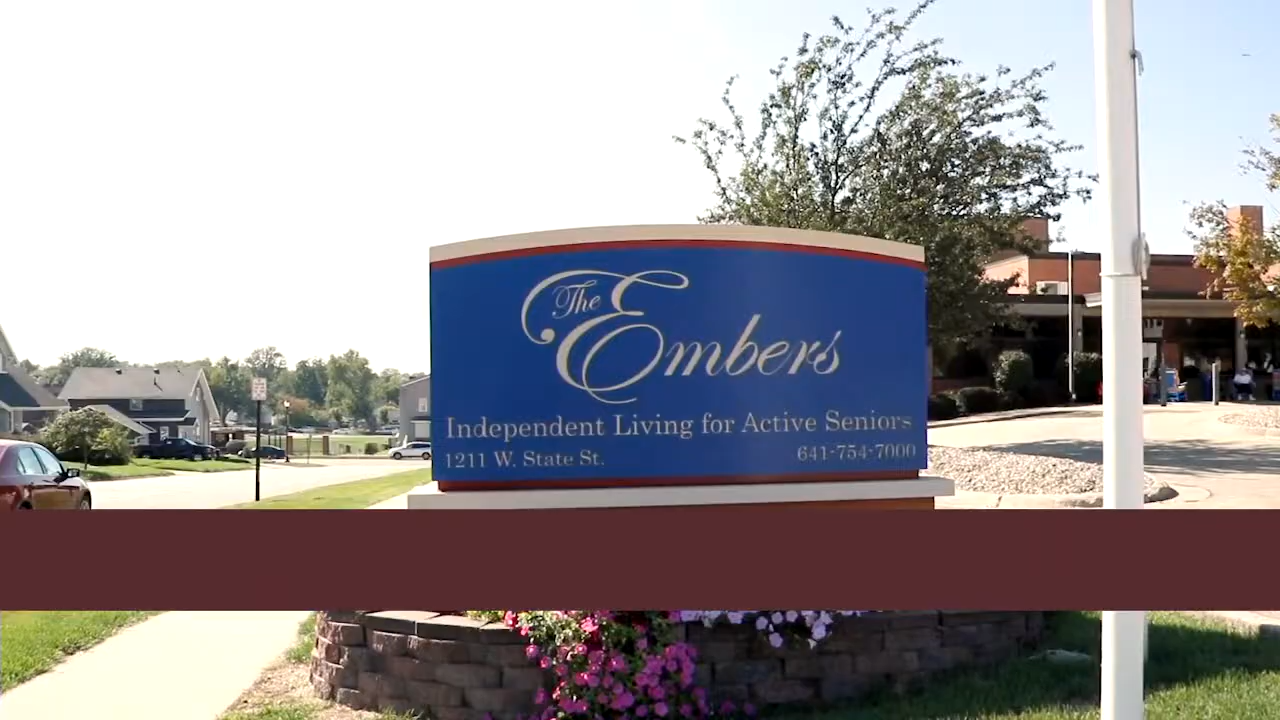 The
Embers
Independent Living for Active Seniors
1211 W. State St.
641-754-7000